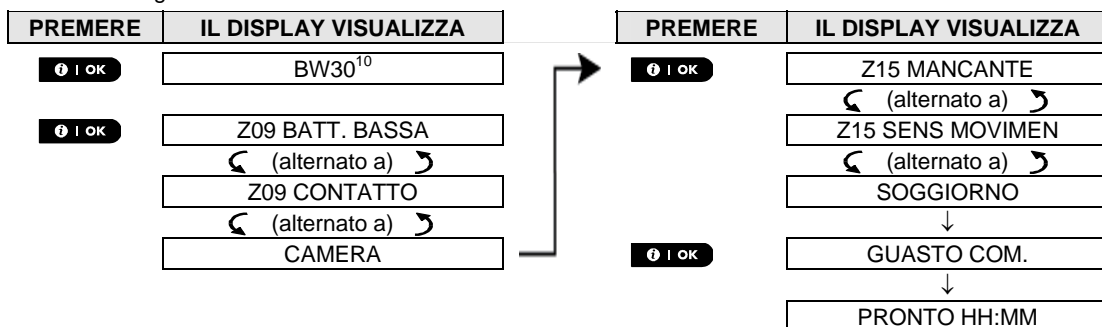 PREMERE IL DISPLAY VISUALIZZA
i | OK BW30¹⁰
i | OK Z09 BATT. BASSA
(alternato a)
Z09 CONTATTO
(alternato a)
CAMERA
PREMERE IL DISPLAY VISUALIZZA
i | OK Z15 MANCANTE
(alternato a)
Z15 SENS MOVIMEN
(alternato a)
SOGGIORNO
i | OK GUASTO COM.
PRONTO HH:MM